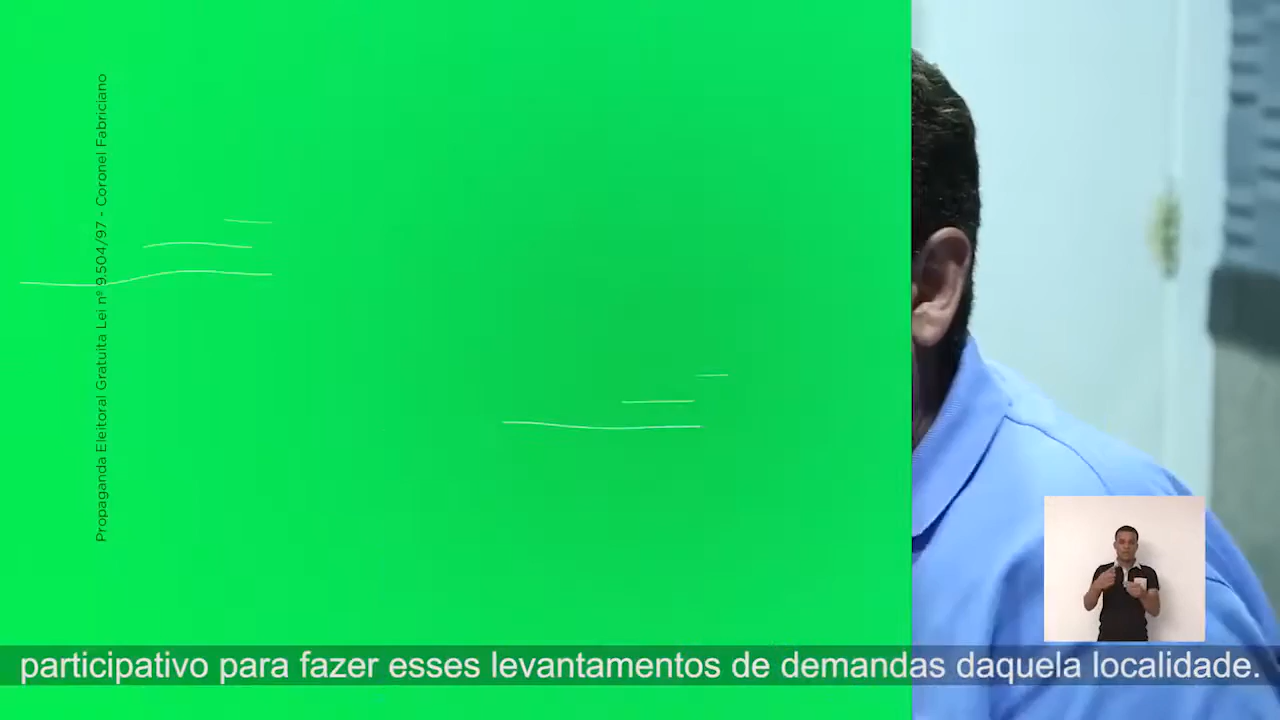 Propaganda Eleitoral Gratuita Lei nº 9.504/97 - Coronel Fabriciano
participativo para fazer esses levantamentos de demandas daquela localidade.